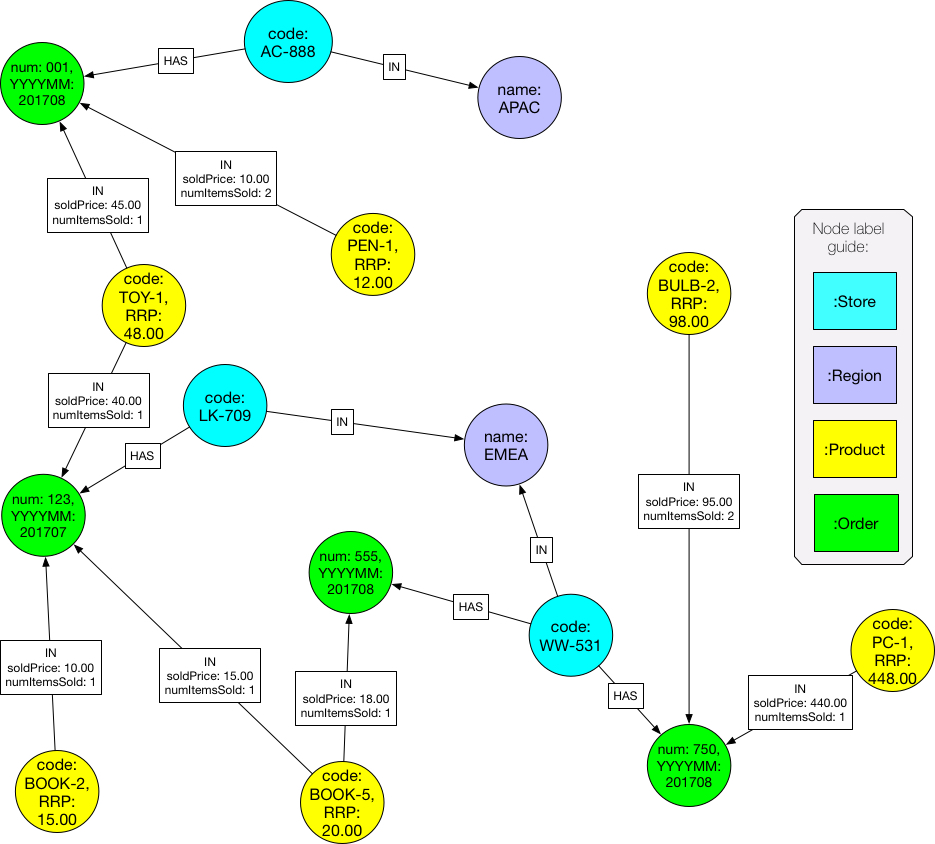 code:
AC-888
HAS
IN
num: 001,
YYYYMM:
201708
name:
APAC
IN
soldPrice: 10.00
numItemsSold: 2
IN
soldPrice: 45.00
numItemsSold: 1
code:
PEN-1,
RRP:
12.00
code:
TOY-1,
RRP:
48.00
code:
BULB-2,
RRP:
98.00
Node label
guide:
:Store
:Region
:Product
:Order
IN
soldPrice: 40.00
numItemsSold: 1
code:
LK-709
IN
HAS
name:
EMEA
num: 123,
YYYYMM:
201707
IN
soldPrice: 95.00
numItemsSold: 2
num: 555,
YYYYMM:
201708
IN
HAS
code:
WW-531
HAS
code:
PC-1,
RRP:
448.00
IN
soldPrice: 10.00
numItemsSold: 1
IN
soldPrice: 15.00
numItemsSold: 1
IN
soldPrice: 18.00
numItemsSold: 1
IN
soldPrice: 440.00
numItemsSold: 1
num: 750,
YYYYMM:
201708
code:
BOOK-2,
RRP:
15.00
code:
BOOK-5,
RRP:
20.00